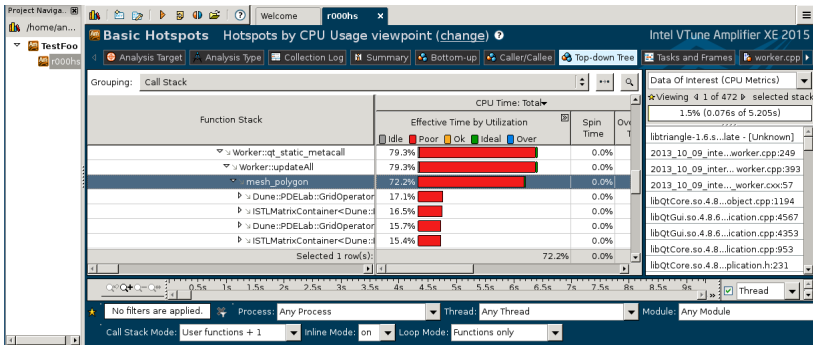 Project Naviga..
Welcome
r000hs
/home/an...
Basic Hotspots Hotspots by CPU Usage viewpoint (change)
Intel VTune Amplifier XE 2015
TestFoo
r000hs
Analysis Target Analysis Type Collection Log Summary Bottom-up Caller/Callee Top-down Tree Tasks and Frames worker.cpp
Grouping: Call Stack
Data Of Interest (CPU Metrics)
Viewing 1 of 472 selected stack
1.5% (0.076s of 5.205s)
Function Stack
CPU Time: Total
Effective Time by Utilization
Idle Poor Ok Ideal Over
Spin Time
Worker::qt_static_metacall 79.3% 0.0%
Worker::updateAll 79.3% 0.0%
mesh_polygon 72.2% 0.0%
Dune::PDELab::GridOperator 17.1% 0.0%
ISTLMatrixContainer<Dune:: 16.5% 0.0%
Dune::PDELab::GridOperator 15.7% 0.0%
ISTLMatrixContainer<Dune:: 15.4% 0.0%
Selected 1 row(s): 72.2% 0.0%
libtriangle-1.6.s...late - [Unknown]
2013_10_09_inte...worker.cpp:249
2013_10_09_inter... worker.cpp:393
2013_10_09_inte..._worker.cxx:57
libQtCore.so.4.8...object.cpp:1194
libQtGui.so.4.8.6...ication.cpp:4567
libQtGui.so.4.8.6...ication.cpp:4353
libQtCore.so.4.8...lication.cpp:953
libQtCore.so.4.8...plication.h:231
0.5s 1s 1.5s 2s 2.5s 3s 3.5s 4s 4.5s 5s 5.5s 6s 6.5s 7s 7.5s 8s 8.5s 9s
Thread
No filters are applied. Process: Any Process Thread: Any Thread Module: Any Module
Call Stack Mode: User functions + 1 Inline Mode: on Loop Mode: Functions only